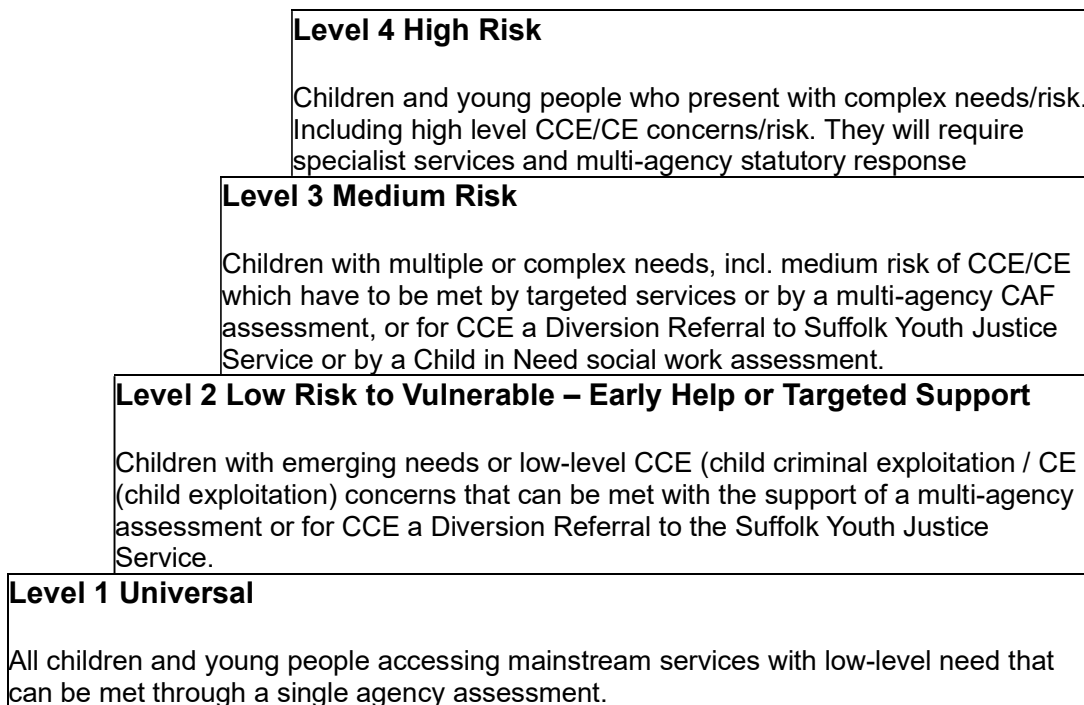 Level 4 High Risk
Children and young people who present with complex needs/risk.
Including high level CCE/CE concerns/risk. They will require
specialist services and multi-agency statutory response
Level 3 Medium Risk
Children with multiple or complex needs, incl. medium risk of CCE/CE
which have to be met by targeted services or by a multi-agency CAF
assessment, or for CCE a Diversion Referral to Suffolk Youth Justice
Service or by a Child in Need social work assessment.
Level 2 Low Risk to Vulnerable – Early Help or Targeted Support
Children with emerging needs or low-level CCE (child criminal exploitation / CE
(child exploitation) concerns that can be met with the support of a multi-agency
assessment or for CCE a Diversion Referral to the Suffolk Youth Justice
Service.
Level 1 Universal
All children and young people accessing mainstream services with low-level need that
can be met through a single agency assessment.